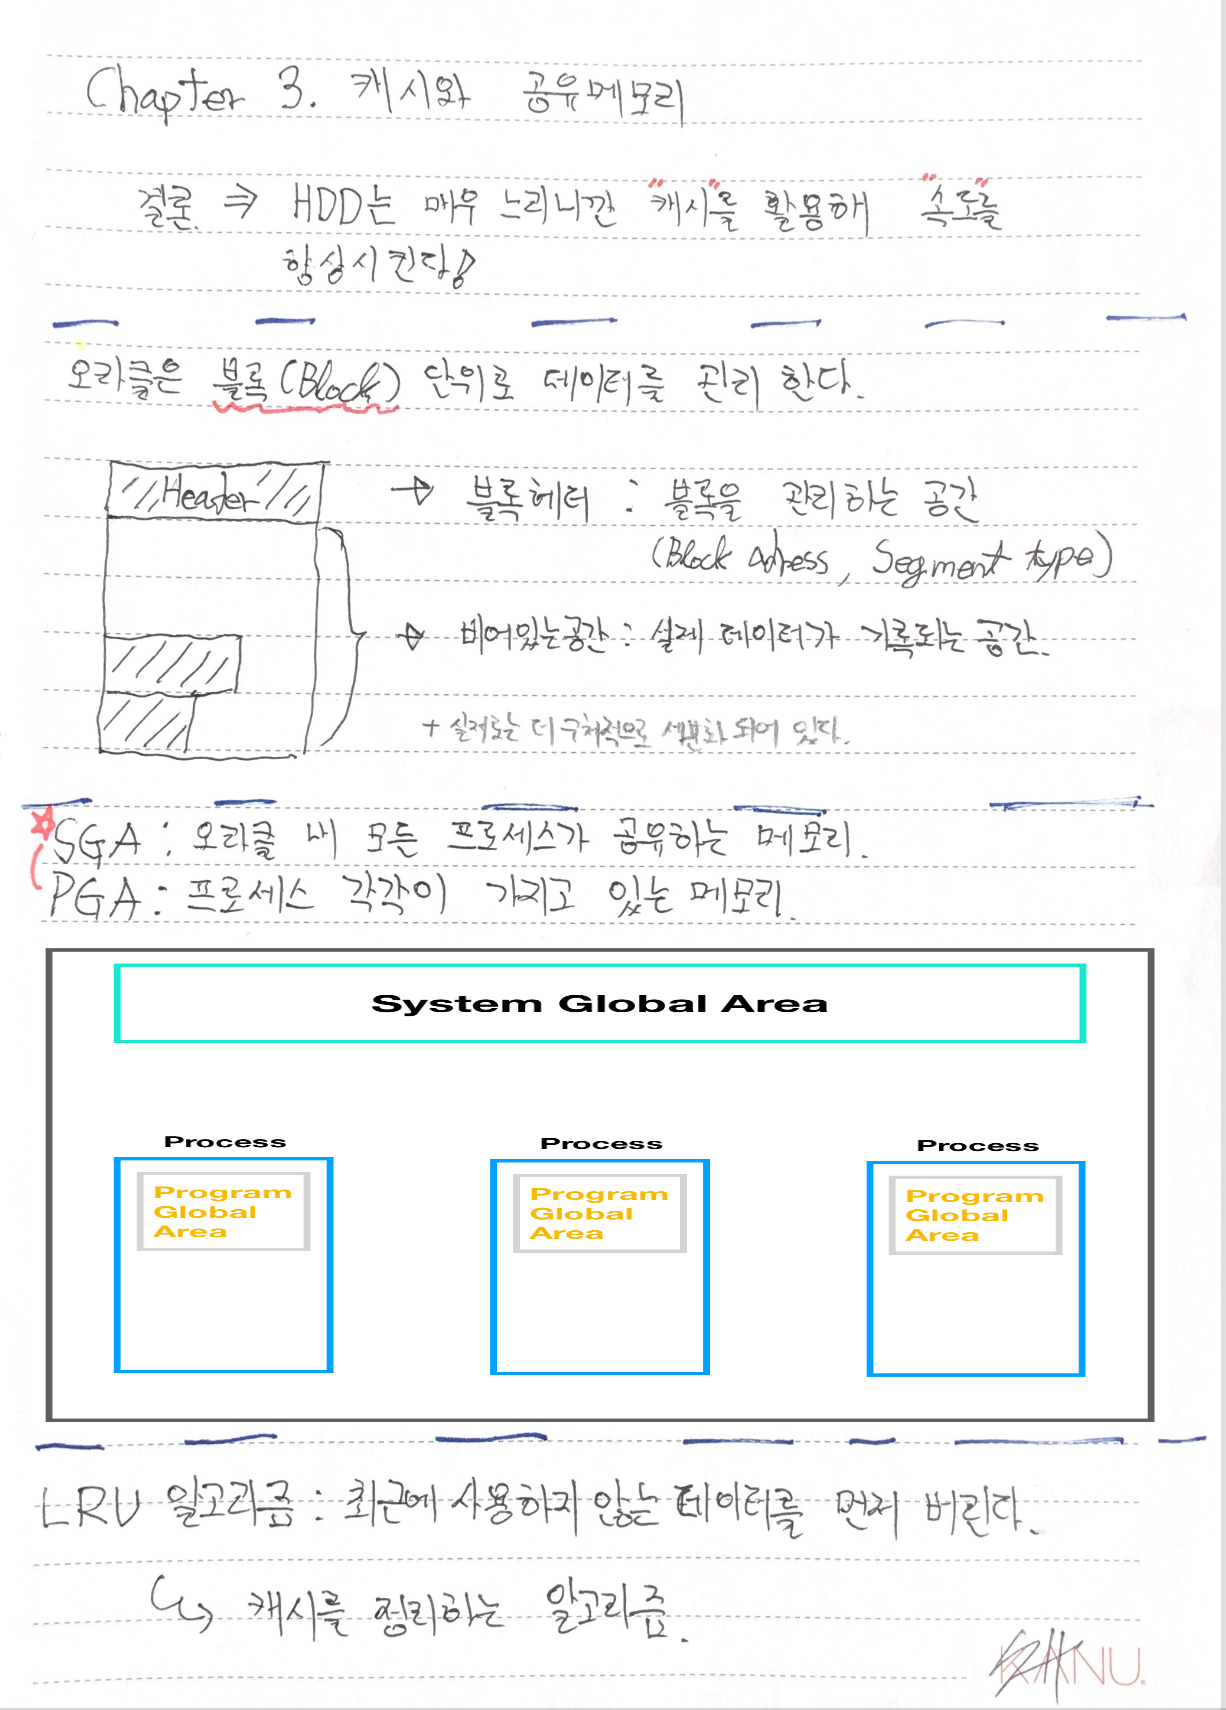 Chapter 3. 캐시와 공유메모리
결론 ⇒ HDD는 매우 느리니깐 "캐시"를 활용해 "속도"를
향상시킨다!
오라클은 블록(Block) 단위로 데이터를 관리 한다.
Header → 블록헤더 : 블록을 관리하는 공간
(Block Adress, Segment type)
→ 비어있는공간 : 실제 데이터가 기록되는 공간.
+ 실제로는 더 구체적으로 세분화 되어 있다.
SGA : 오라클 내 모든 프로세스가 공유하는 메모리.
PGA : 프로세스 각각이 가지고 있는 메모리.
System Global Area
Process Process Process
Program Program Program
Global Global Global
Area Area Area
LRU 알고리즘 : 최근에 사용하지 않는 데이터를 먼저 버린다.
↳ 캐시를 정리하는 알고리즘.
KANU.